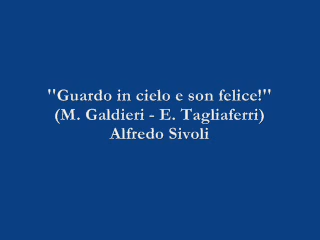 "Guardo in cielo e son felice!"
(M. Galdieri - E. Tagliaferri)
Alfredo Sivoli